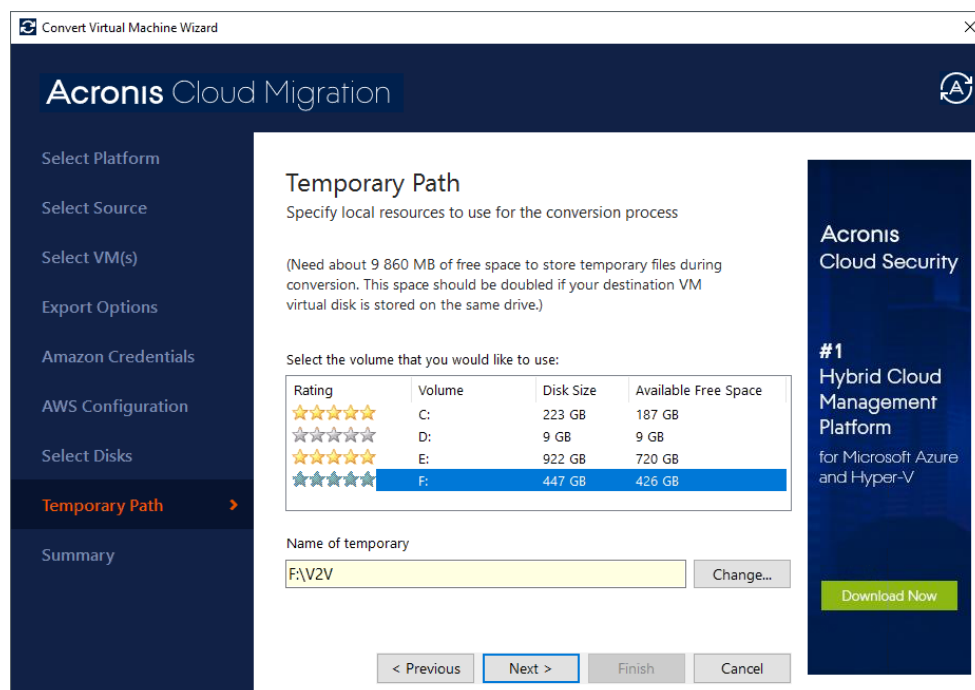 Convert Virtual Machine Wizard
Acronis Cloud Migration
Select Platform
Select Source
Select VM(s)
Export Options
Amazon Credentials
AWS Configuration
Select Disks
Temporary Path
Summary
Temporary Path
Specify local resources to use for the conversion process
(Need about 9 860 MB of free space to store temporary files during
conversion. This space should be doubled if your destination VM
virtual disk is stored on the same drive.)
Select the volume that you would like to use:
Rating Volume Disk Size Available Free Space
C: 223 GB 187 GB
D: 9 GB 9 GB
E: 922 GB 720 GB
F: 447 GB 426 GB
Name of temporary
F:\V2V
Change...
< Previous Next > Finish Cancel
A
Acronis
Cloud Security
#1
Hybrid Cloud
Management
Platform
for Microsoft Azure
and Hyper-V
Download Now